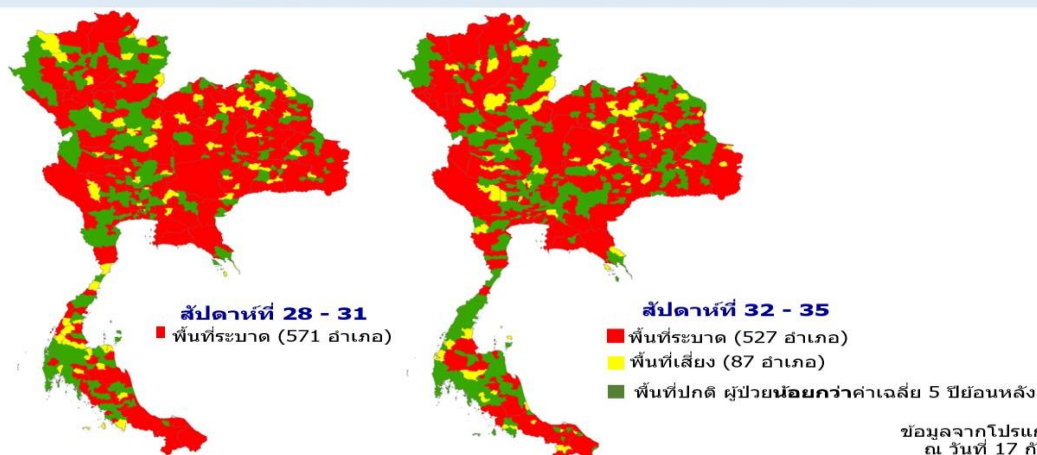 สัปดาห์ที่ 28 - 31
พื้นที่ระบาด (571 อำเภอ)
สัปดาห์ที่ 32 - 35
พื้นที่ระบาด (527 อำเภอ)
พื้นที่เสี่ยง (87 อำเภอ)
พื้นที่ปกติ ผู้ป่วยน้อยกว่าค่าเฉลี่ย 5 ปีย้อนหลัง
ข้อมูลจากโปรแก
ณ วันที่ 17 กั